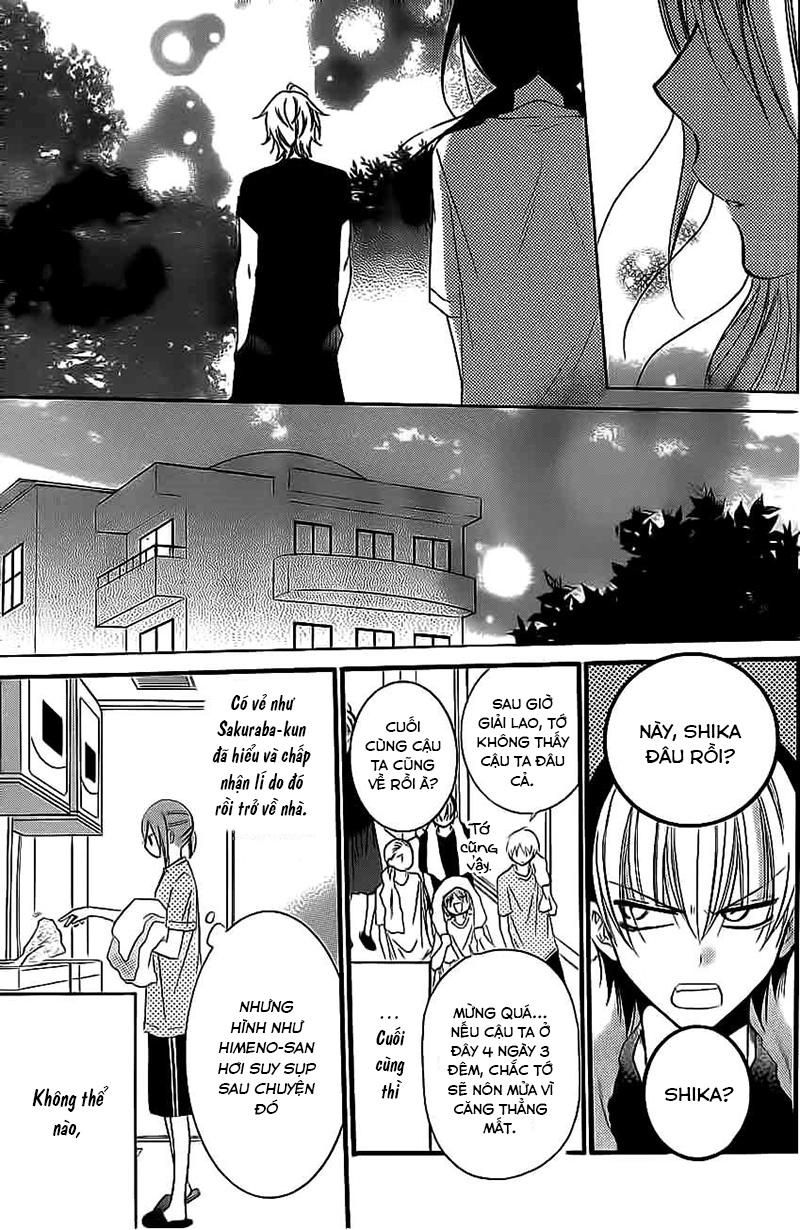 NÀY, SHIKA
ĐÂU RỒI?
SHIKA?
SAU GIỜ
GIẢI LAO, TỚ
KHÔNG THẤY
CẬU TA ĐÂU
CẢ.
CUỐI
CÙNG CẬU
TA CŨNG
VỀ RỒI À?
Tớ
cũng
vậy.
MỪNG QUÁ...
NẾU CẬU TA Ở
ĐÂY 4 NGÀY 3
ĐÊM, CHẮC TỚ
SẼ NÔN MỬA VÌ
CĂNG THẲNG
MẤT.
...
Cuối
cùng
thì
Có vẻ như
Sakuraba-kun
đã hiểu và chấp
nhận lí do đó
rồi trở về nhà.
NHƯNG
HÌNH NHƯ
HIMENO-SAN
HƠI SUY SỤP
SAU CHUYỆN
ĐÓ
Không thể
nào,